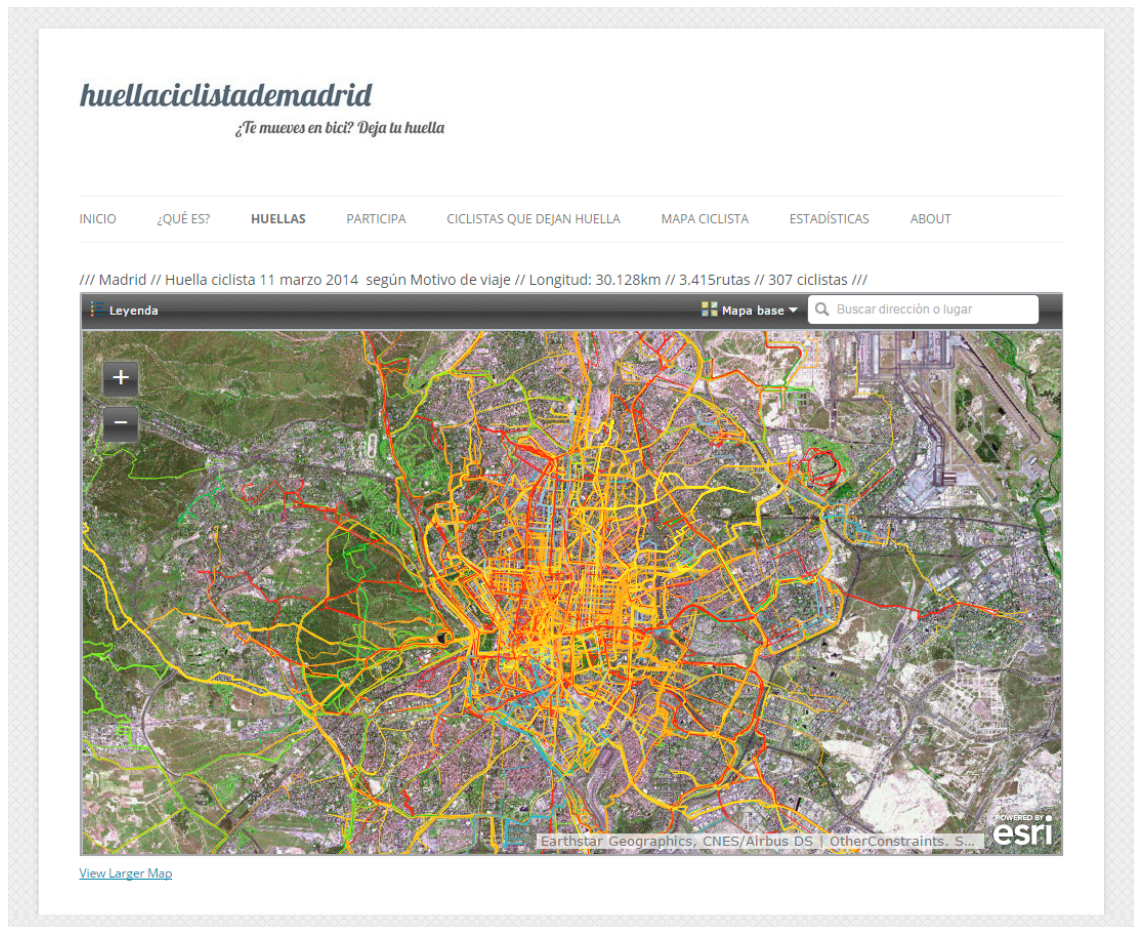 huellaciclistademadrid
¿Te mueves en bici? Deja tu huella
INICIO ¿QUÉ ES? HUELLAS PARTICIPA CICLISTAS QUE DEJAN HUELLA MAPA CICLISTA ESTADÍSTICAS ABOUT
/// Madrid // Huella ciclista 11 marzo 2014 según Motivo de viaje // Longitud: 30.128km // 3.415rutas // 307 ciclistas ///
Leyenda Mapa base Buscar dirección o lugar
+
−
POWERED BY
esri
Earthstar Geographics, CNES/Airbus DS | OtherConstraints. S...
View Larger Map